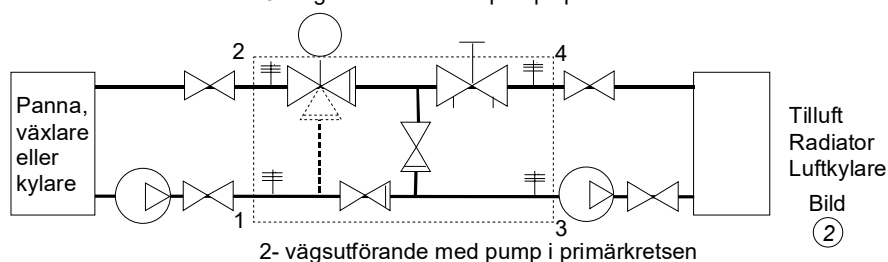 2
4
Panna,
växlare
eller
kylare
Tilluft
Radiator
Luftkylare
Bild
2
1
3
2- vägsutförande med pump i primärkretsen